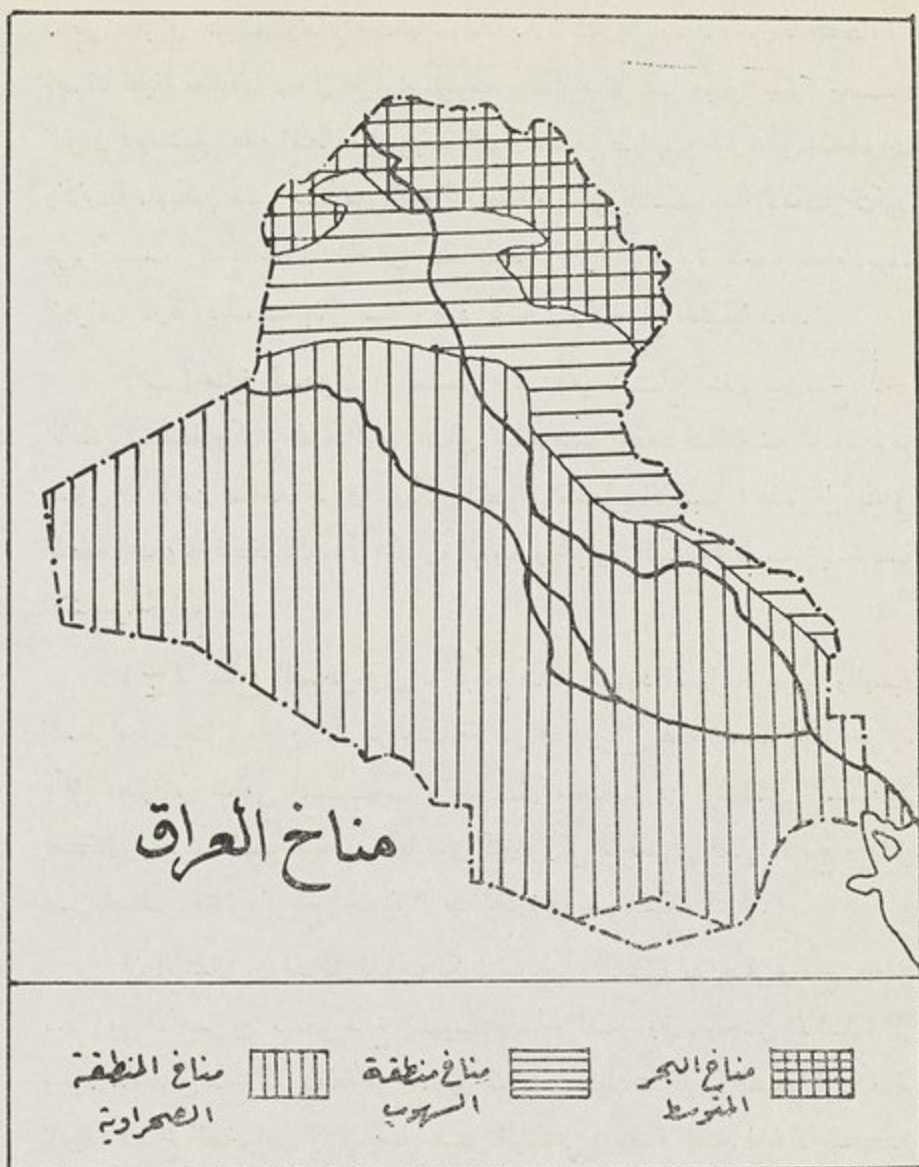 مناخ العراق
مناخ البحر
المتوسط
مناخ منطقة
السهوب
مناخ المنطقة
الصحراوية